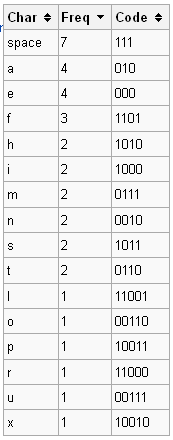 Char Freq Code
space 7 111
a 4 010
e 4 000
f 3 1101
h 2 1010
i 2 1000
m 2 0111
n 2 0010
s 2 1011
t 2 0110
l 1 11001
o 1 00110
p 1 10011
r 1 11000
u 1 00111
x 1 10010